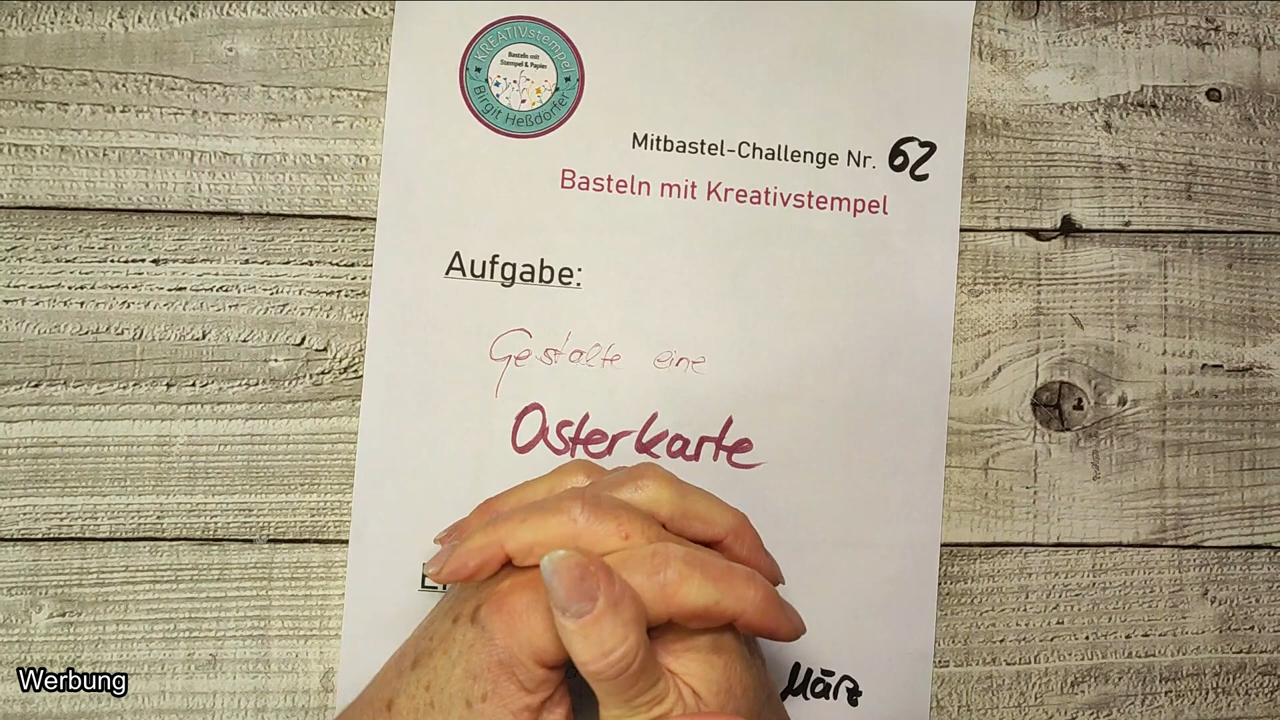 KREATIVstempel
Basteln mit
Stempel & Papier
Birgit Heßdorfer
Mitbastel-Challenge Nr. 62
Basteln mit Kreativstempel
Aufgabe:
Gestalte eine
Osterkarte
März
Werbung